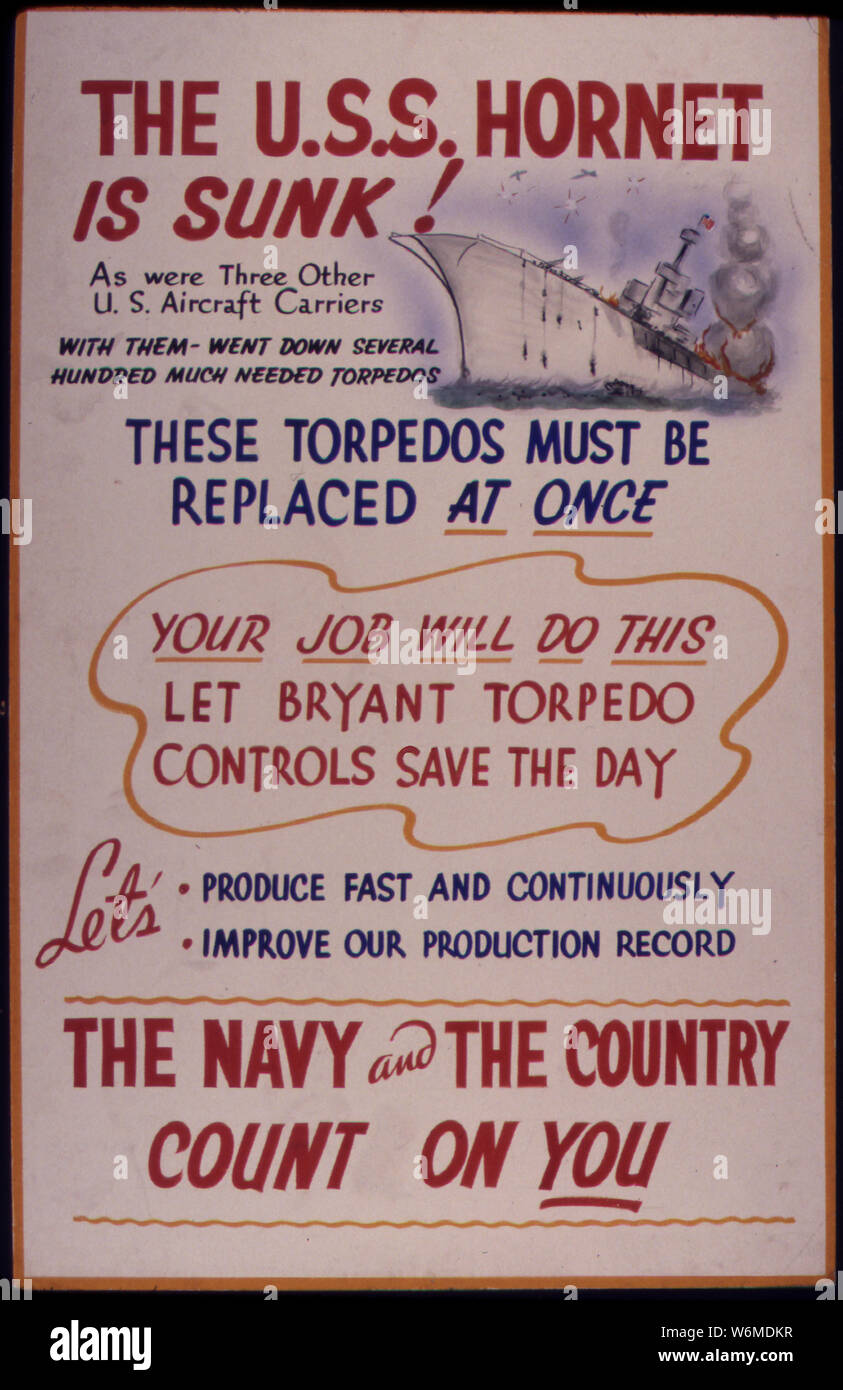 THE U.S.S. HORNET
IS SUNK!
As were Three Other
U. S. Aircraft Carriers
WITH THEM - WENT DOWN SEVERAL
HUNDRED MUCH NEEDED TORPEDOS
THESE TORPEDOS MUST BE
REPLACED AT ONCE
YOUR JOB WILL DO THIS
LET BRYANT TORPEDO
CONTROLS SAVE THE DAY
Let's
• PRODUCE FAST AND CONTINUOUSLY
• IMPROVE OUR PRODUCTION RECORD
THE NAVY and THE COUNTRY
COUNT ON YOU
a alamy
a
alamy
Image ID: W6MDKR
www.alamy.com